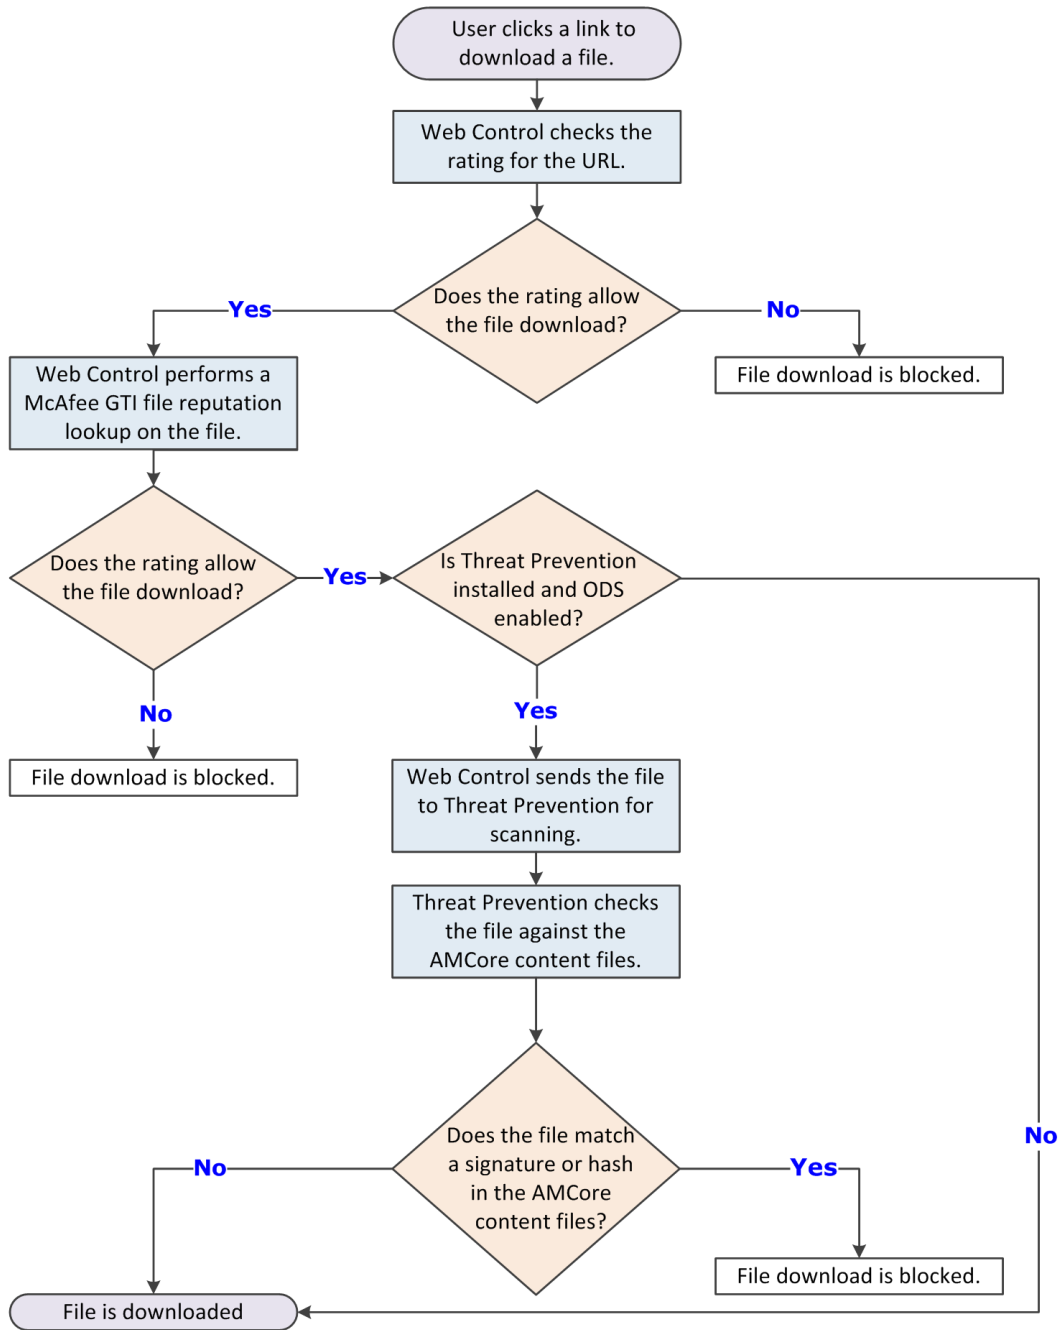 User clicks a link to
download a file.
Web Control checks the
rating for the URL.
Does the rating allow
the file download?
Yes
No
Web Control performs a
McAfee GTI file reputation
lookup on the file.
File download is blocked.
Does the rating allow
the file download?
Yes
Is Threat Prevention
installed and ODS
enabled?
No
Yes
File download is blocked.
Web Control sends the file
to Threat Prevention for
scanning.
Threat Prevention checks
the file against the
AMCore content files.
Does the file match
a signature or hash
in the AMCore
content files?
No
Yes
No
File download is blocked.
File is downloaded